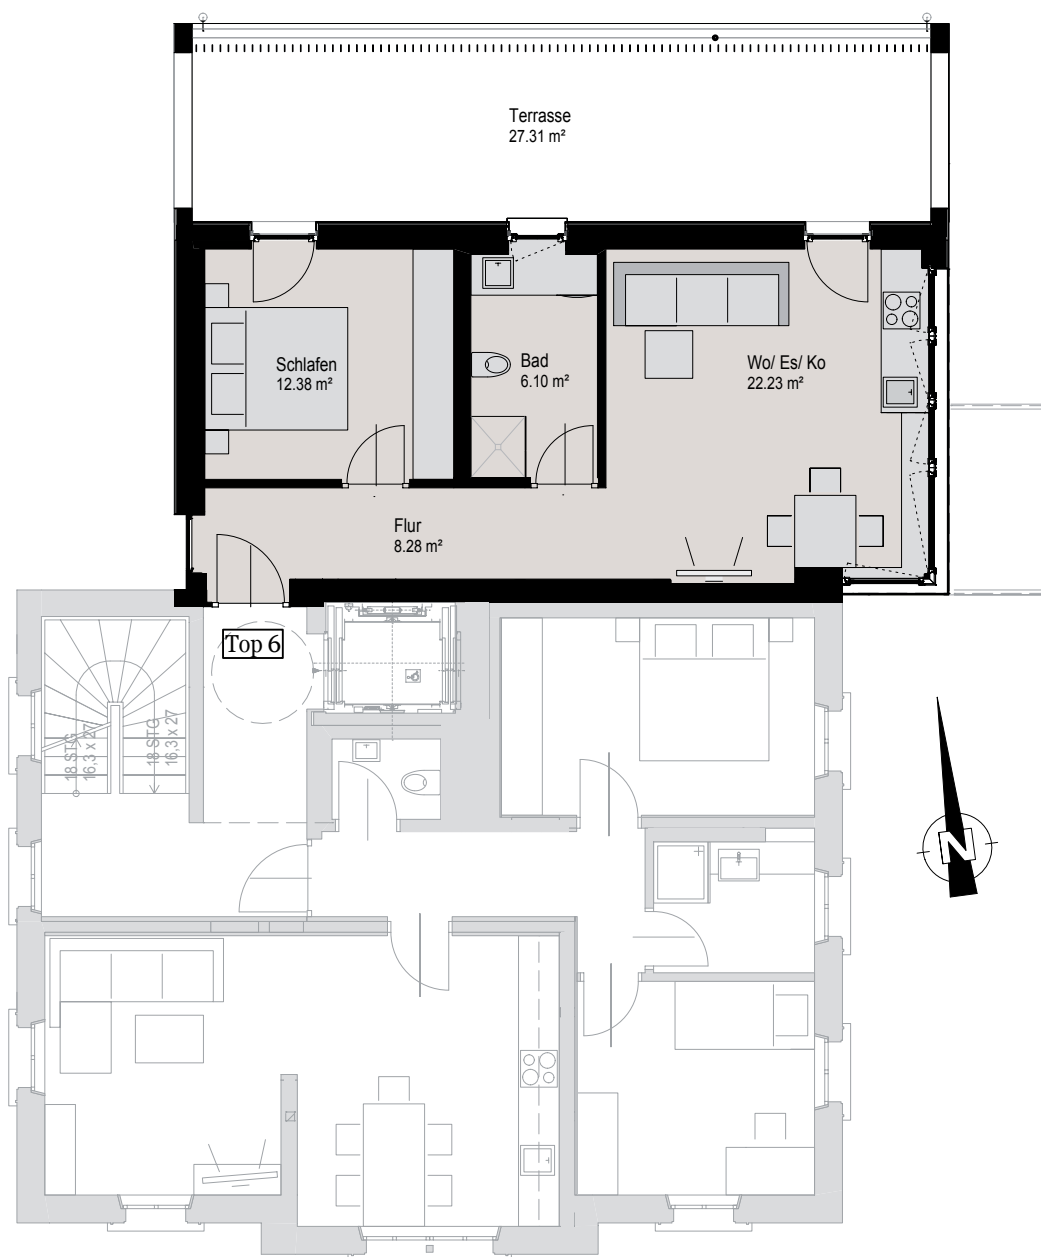 Terrasse
27.31 m²
Schlafen
12.38 m²
Bad
6.10 m²
Wo/ Es/ Ko
22.23 m²
Flur
8.28 m²
Top 6
18 STG
16,3 x 27
18 STG
16,3 x 27
N